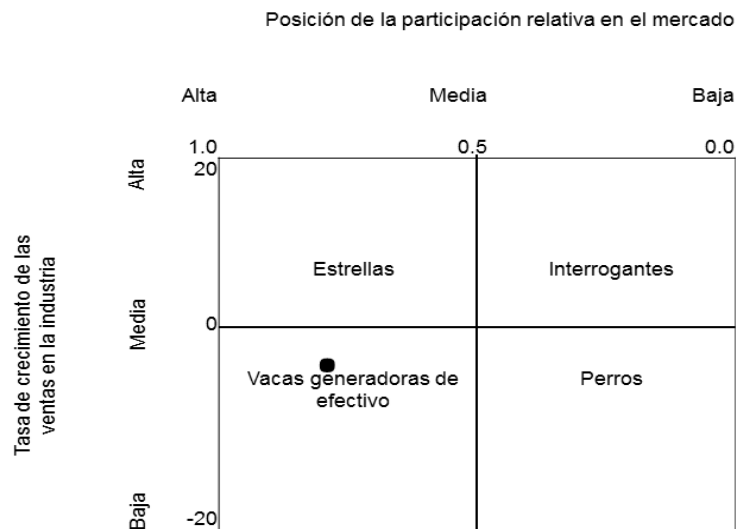 Posición de la participación relativa en el mercado
Alta Media Baja
1.0 0.5 0.0
Alta
20
Estrellas Interrogantes
Tasa de crecimiento de las
ventas en la industria
Media
0
Vacas generadoras de
efectivo
Perros
Baja
-20